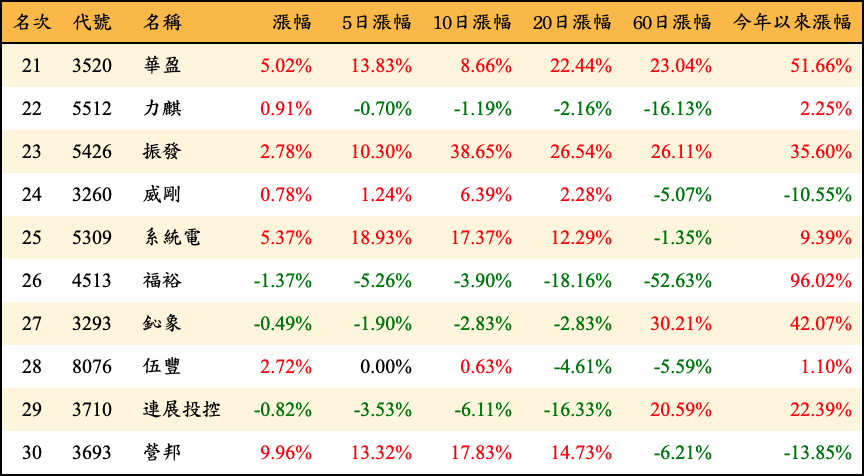 名次 代號 名稱 漲幅 5日漲幅 10日漲幅 20日漲幅 60日漲幅 今年以來漲幅
21 3520 華盈 5.02% 13.83% 8.66% 22.44% 23.04% 51.66%
22 5512 力麒 0.91% -0.70% -1.19% -2.16% -16.13% 2.25%
23 5426 振發 2.78% 10.30% 38.65% 26.54% 26.11% 35.60%
24 3260 威剛 0.78% 1.24% 6.39% 2.28% -5.07% -10.55%
25 5309 系統電 5.37% 18.93% 17.37% 12.29% -1.35% 9.39%
26 4513 福裕 -1.37% -5.26% -3.90% -18.16% -52.63% 96.02%
27 3293 鈊象 -0.49% -1.90% -2.83% -2.83% 30.21% 42.07%
28 8076 伍豐 2.72% 0.00% 0.63% -4.61% -5.59% 1.10%
29 3710 連展投控 -0.82% -3.53% -6.11% -16.33% 20.59% 22.39%
30 3693 營邦 9.96% 13.32% 17.83% 14.73% -6.21% -13.85%